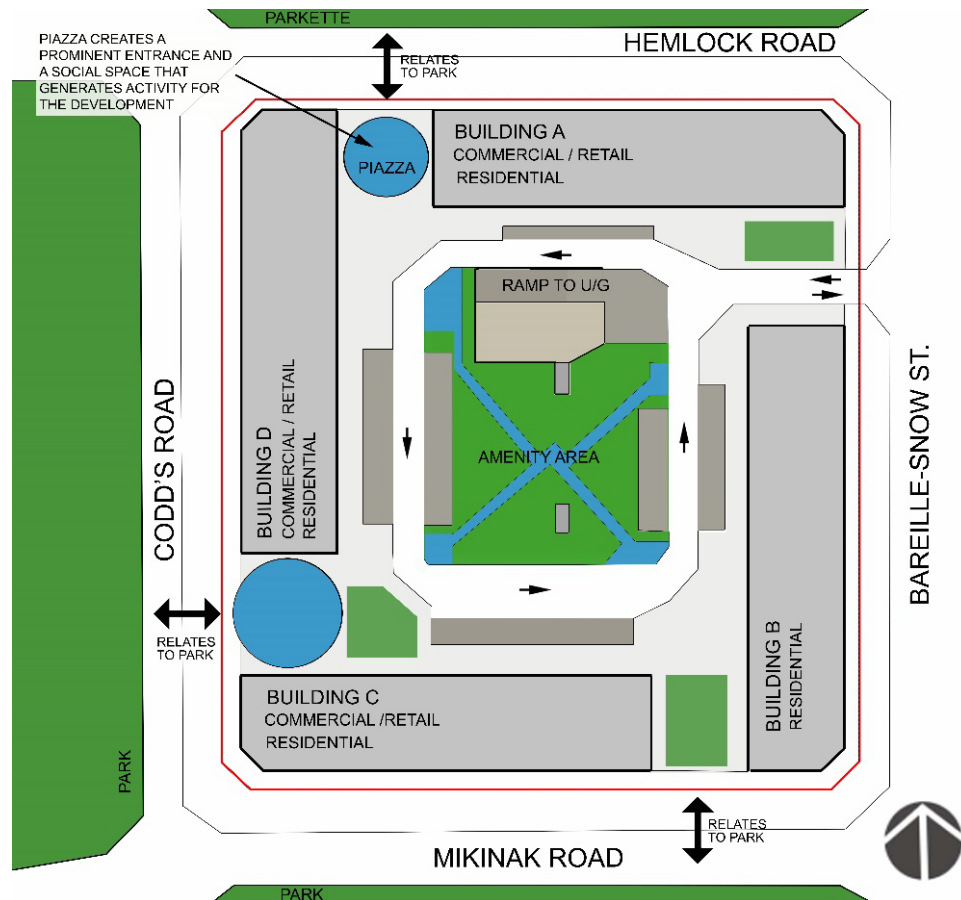 PARKETTE
PIAZZA CREATES A
PROMINENT ENTRANCE AND
A SOCIAL SPACE THAT
GENERATES ACTIVITY FOR
THE DEVELOPMENT
RELATES
TO PARK
HEMLOCK ROAD
PIAZZA
BUILDING A
COMMERCIAL / RETAIL
RESIDENTIAL
RAMP TO U/G
BUILDING D
COMMERCIAL / RETAIL
RESIDENTIAL
AMENITY AREA
CODD'S ROAD
BAREILLE-SNOW ST.
RELATES
TO PARK
BUILDING B
RESIDENTIAL
BUILDING C
COMMERCIAL /RETAIL
RESIDENTIAL
PARK
RELATES
TO PARK
MIKINAK ROAD
PARK